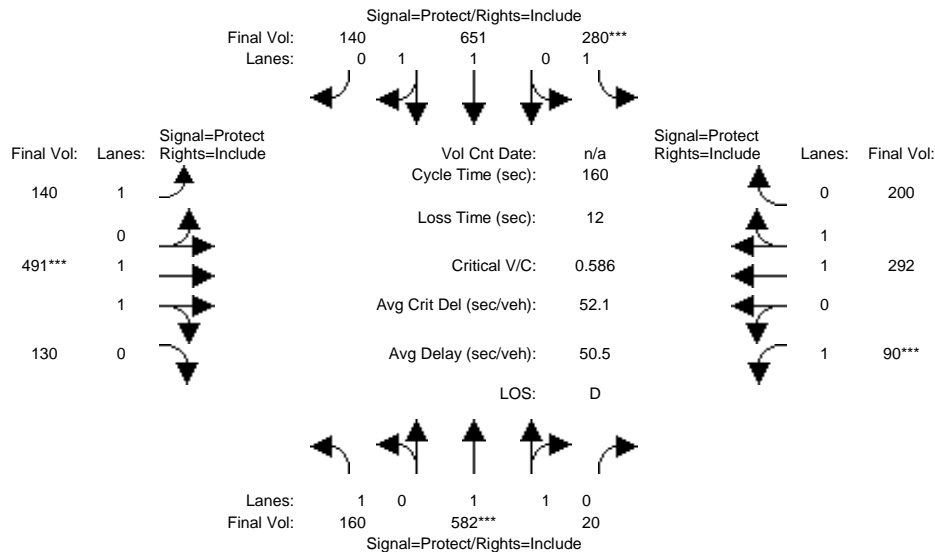 Signal=Protect/Rights=Include
Final Vol: 140 651 280***
Lanes: 0 1 1 0 1
Signal=Protect Signal=Protect
Final Vol: Lanes: Rights=Include Vol Cnt Date: n/a Rights=Include Lanes: Final Vol:
Cycle Time (sec): 160
140 1 0 200
Loss Time (sec): 12
0 1
491*** 1 Critical V/C: 0.586 1 292
1 Avg Crit Del (sec/veh): 52.1 0
130 0 Avg Delay (sec/veh): 50.5 1 90***
LOS: D
Lanes: 1 0 1 1 0
Final Vol: 160 582*** 20
Signal=Protect/Rights=Include